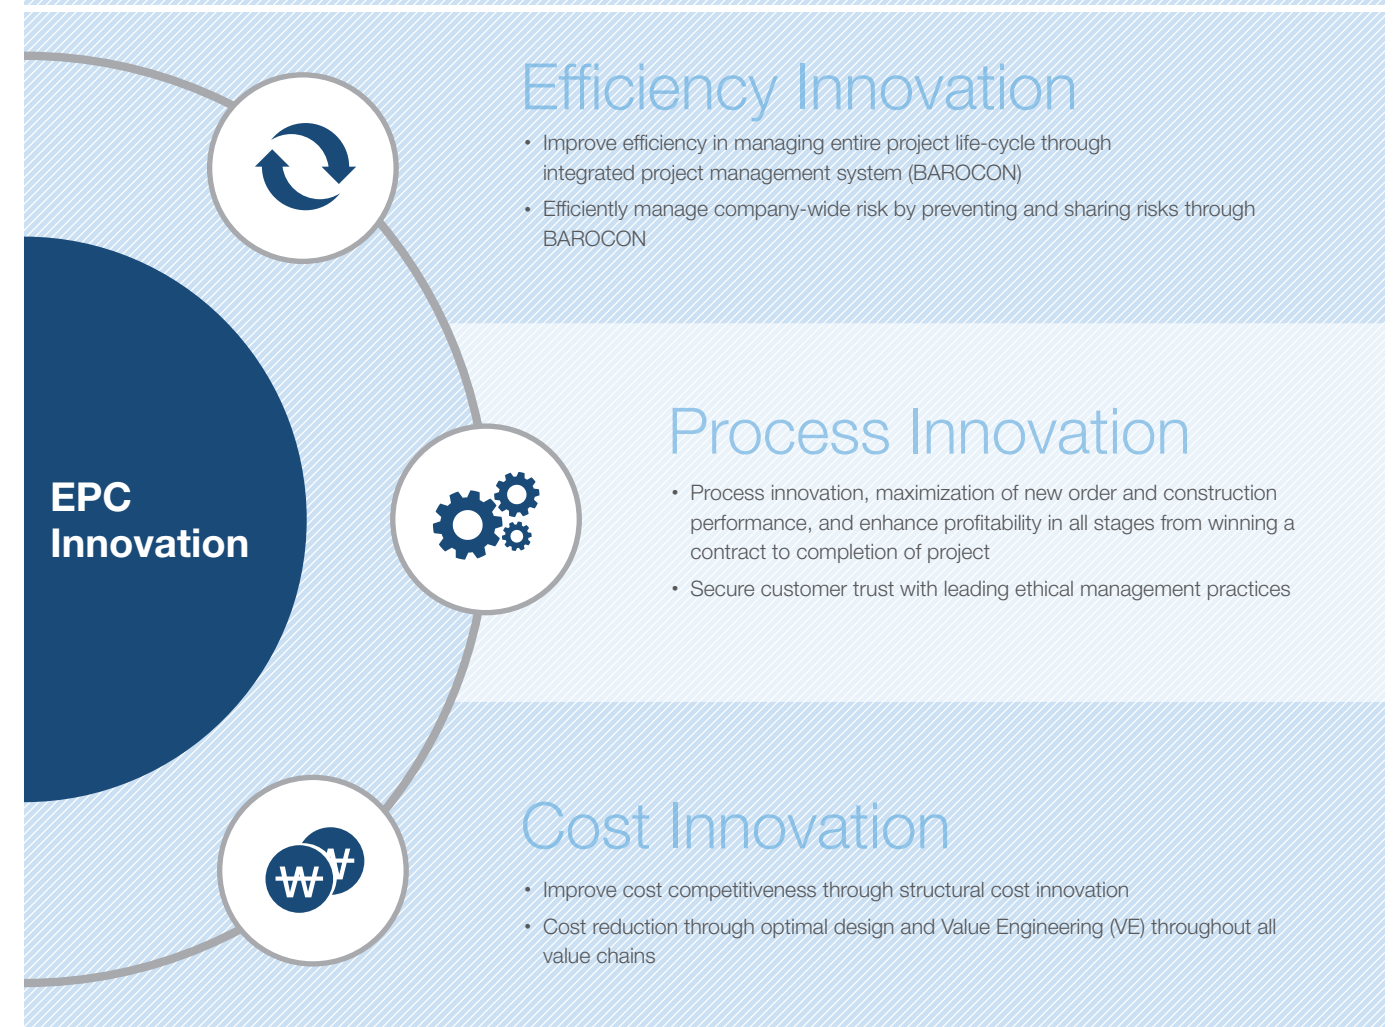 Efficiency Innovation
• Improve efficiency in managing entire project life-cycle through
integrated project management system (BAROCON)
• Efficiently manage company-wide risk by preventing and sharing risks through
BAROCON
EPC
Innovation
Process Innovation
• Process innovation, maximization of new order and construction
performance, and enhance profitability in all stages from winning a
contract to completion of project
• Secure customer trust with leading ethical management practices
₩ ₩
Cost Innovation
• Improve cost competitiveness through structural cost innovation
• Cost reduction through optimal design and Value Engineering (VE) throughout all
value chains